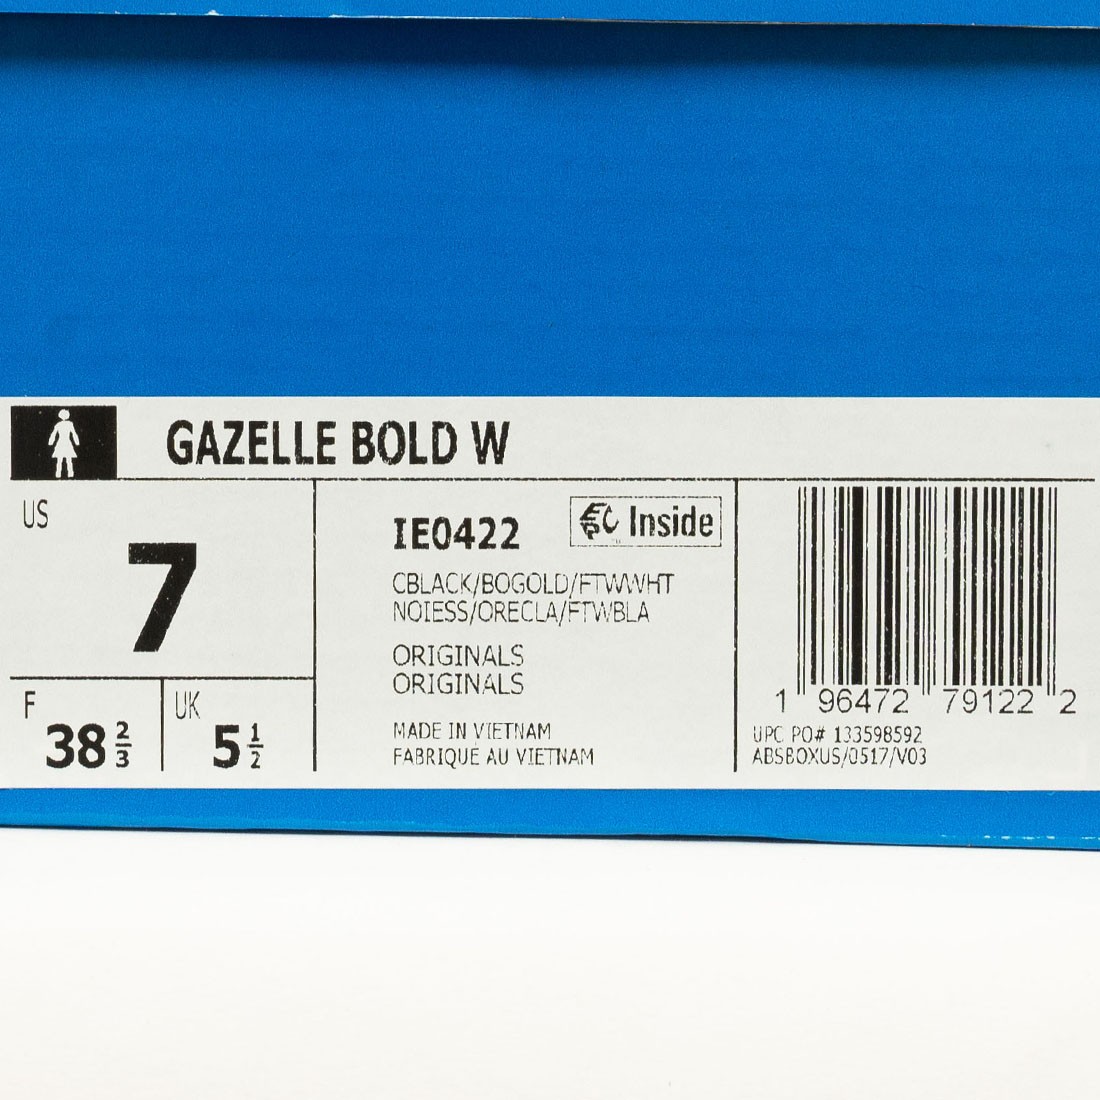 GAZELLE BOLD W
US
7
F
38 2/3
UK
5 1/2
IE0422
Inside
CBLACK/BOGOLD/FTWWHT
NOIESS/ORECLA/FTWBLA
ORIGINALS
ORIGINALS
MADE IN VIETNAM
FABRIQUÉ AU VIETNAM
1 96472 79122 2
UPC PO# 133598592
ABSBOXUS/0517/V03